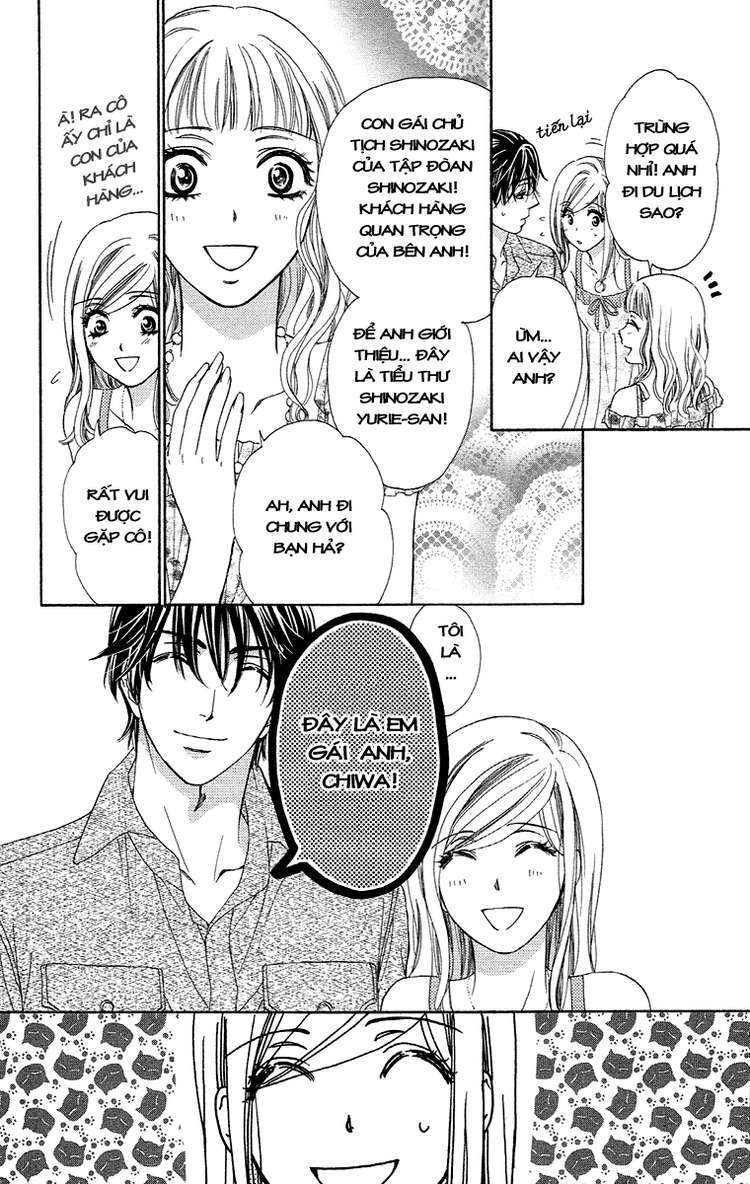 TRÙNG
HỢP QUÁ
NHỈ! ANH
ĐI DU LỊCH
SAO?
tiến lại
ỪM...
AI VẬY
ANH?
CON GÁI CHỦ
TỊCH SHINOZAKI
CỦA TẬP ĐOÀN
SHINOZAKI!
KHÁCH HÀNG
QUAN TRỌNG
CỦA BÊN ANH!
ĐỂ ANH GIỚI
THIỆU... ĐÂY
LÀ TIỂU THƯ
SHINOZAKI
YURIE-SAN!
AH, ANH ĐI
CHUNG VỚI
BẠN HẢ?
À! RA CÔ
ẤY CHỈ LÀ
CON CỦA
KHÁCH
HÀNG...
RẤT VUI
ĐƯỢC
GẶP CÔ!
TÔI
LÀ
...
ĐÂY LÀ EM
GÁI ANH,
CHIWA!